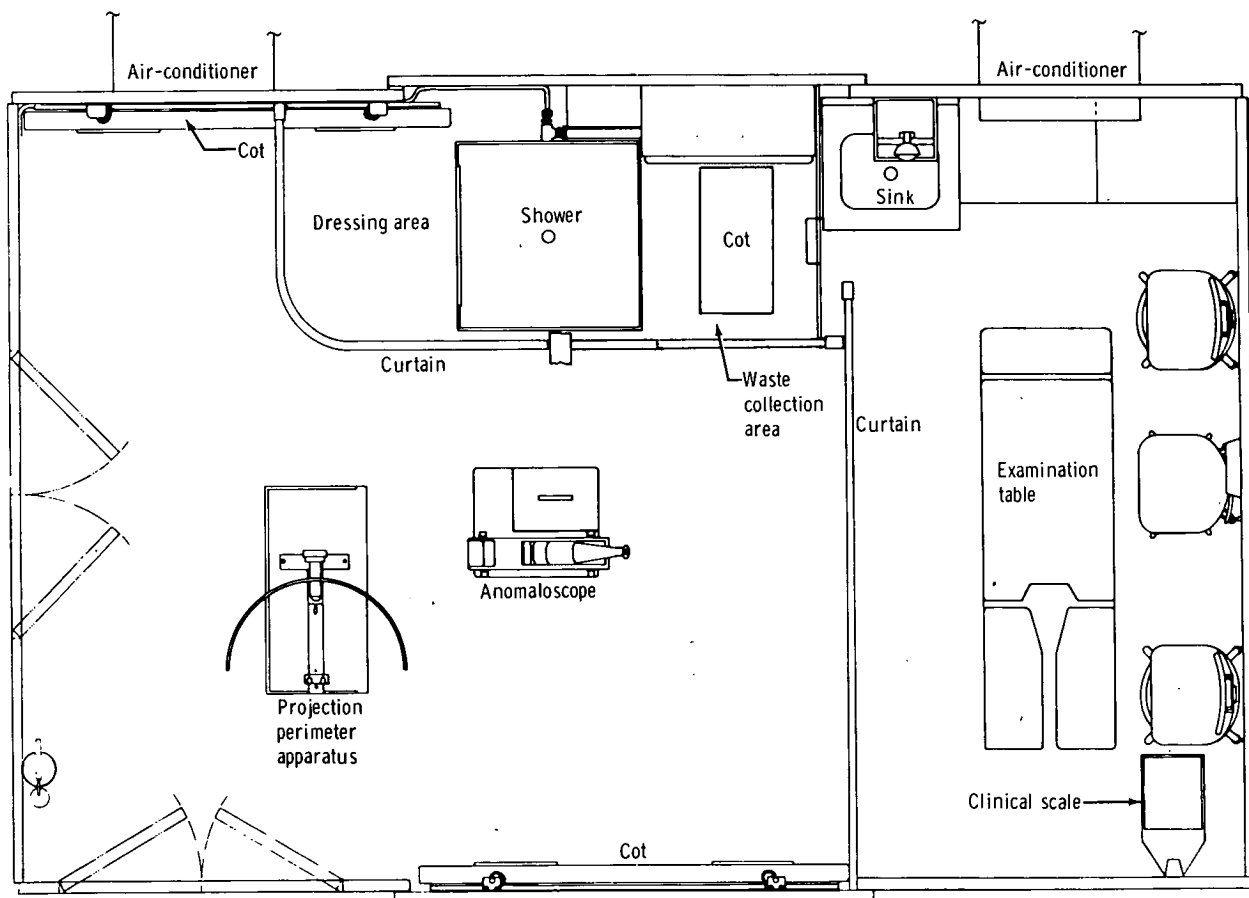 Air-conditioner
Air-conditioner
Cot
Dressing area
Shower
Cot
Sink
Curtain
Waste
collection
area
Curtain
Examination
table
Anomaloscope
Projection
perimeter
apparatus
Clinical scale
Cot